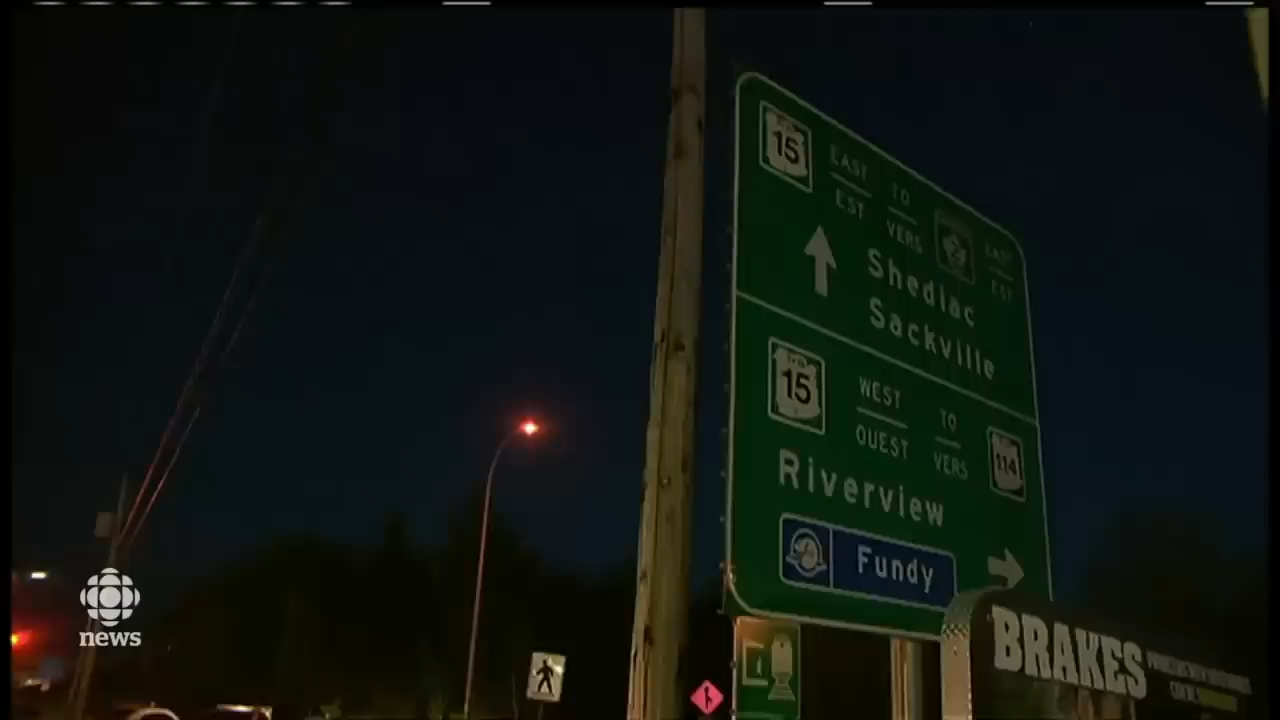 15 EAST TO EAST
EST VERS EST
Shediac
Sackville
15 WEST TO 114
OUEST VERS
Riverview
Fundy
BRAKES
news